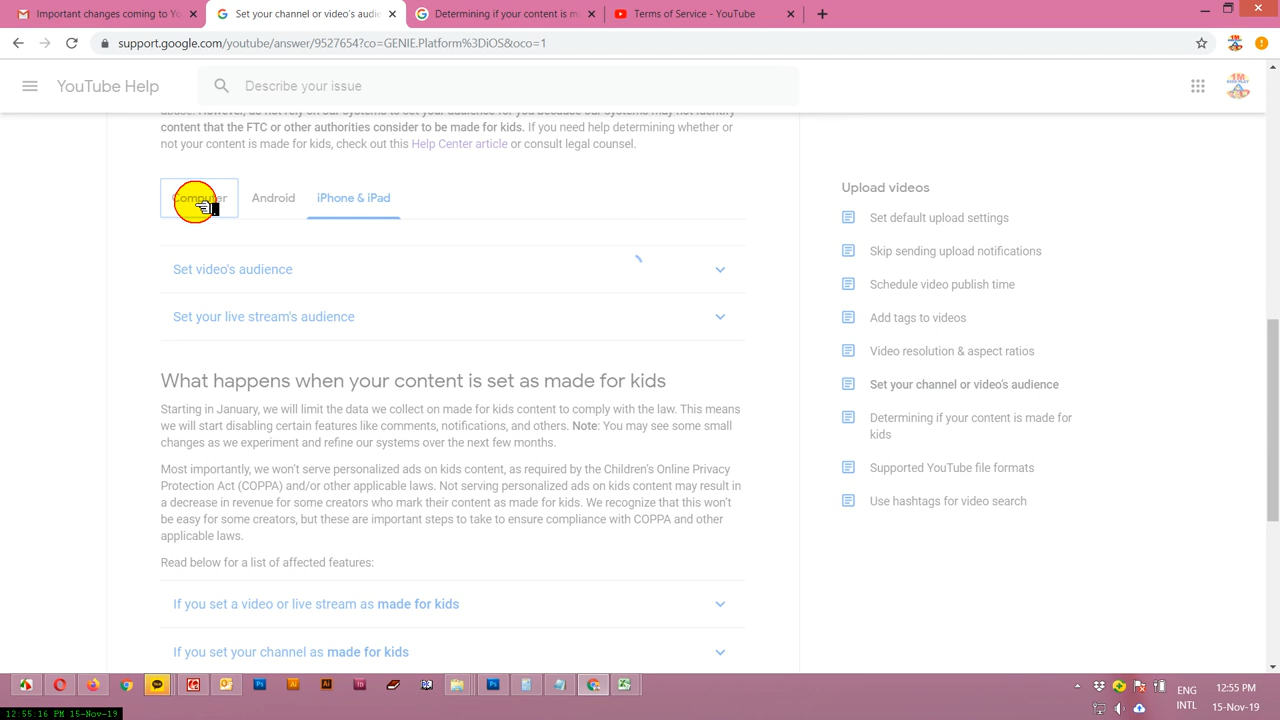 Important changes coming to Y
Set your channel or video's audie
Determining if your content is m
Terms of Service - YouTube
support.google.com/youtube/answer/9527654?co=GENIE.Platform%3DiOS&oco=1
YouTube Help
Describe your issue
content that the FTC or other authorities consider to be made for kids. If you need help determining whether or
not your content is made for kids, check out this Help Center article or consult legal counsel.
Computer
Android
iPhone & iPad
Set video's audience
Set your live stream's audience
What happens when your content is set as made for kids
Starting in January, we will limit the data we collect on made for kids content to comply with the law. This means
we will start disabling certain features like comments, notifications, and others. Note: You may see some small
changes as we experiment and refine our systems over the next few months.
Most importantly, we won't serve personalized ads on kids content, as required by the Children's Online Privacy
Protection Act (COPPA) and/or other applicable laws. Not serving personalized ads on kids content may result in
a decrease in revenue for some creators who mark their content as made for kids. We recognize that this won't
be easy for some creators, but these are important steps to take to ensure compliance with COPPA and other
applicable laws.
Read below for a list of affected features:
If you set a video or live stream as made for kids
If you set your channel as made for kids
Upload videos
Set default upload settings
Skip sending upload notifications
Schedule video publish time
Add tags to videos
Video resolution & aspect ratios
Set your channel or video's audience
Determining if your content is made for
kids
Supported YouTube file formats
Use hashtags for video search
ENG
INTL
12:55 PM
15-Nov-19
12:55:16 PM 15-Nov-19